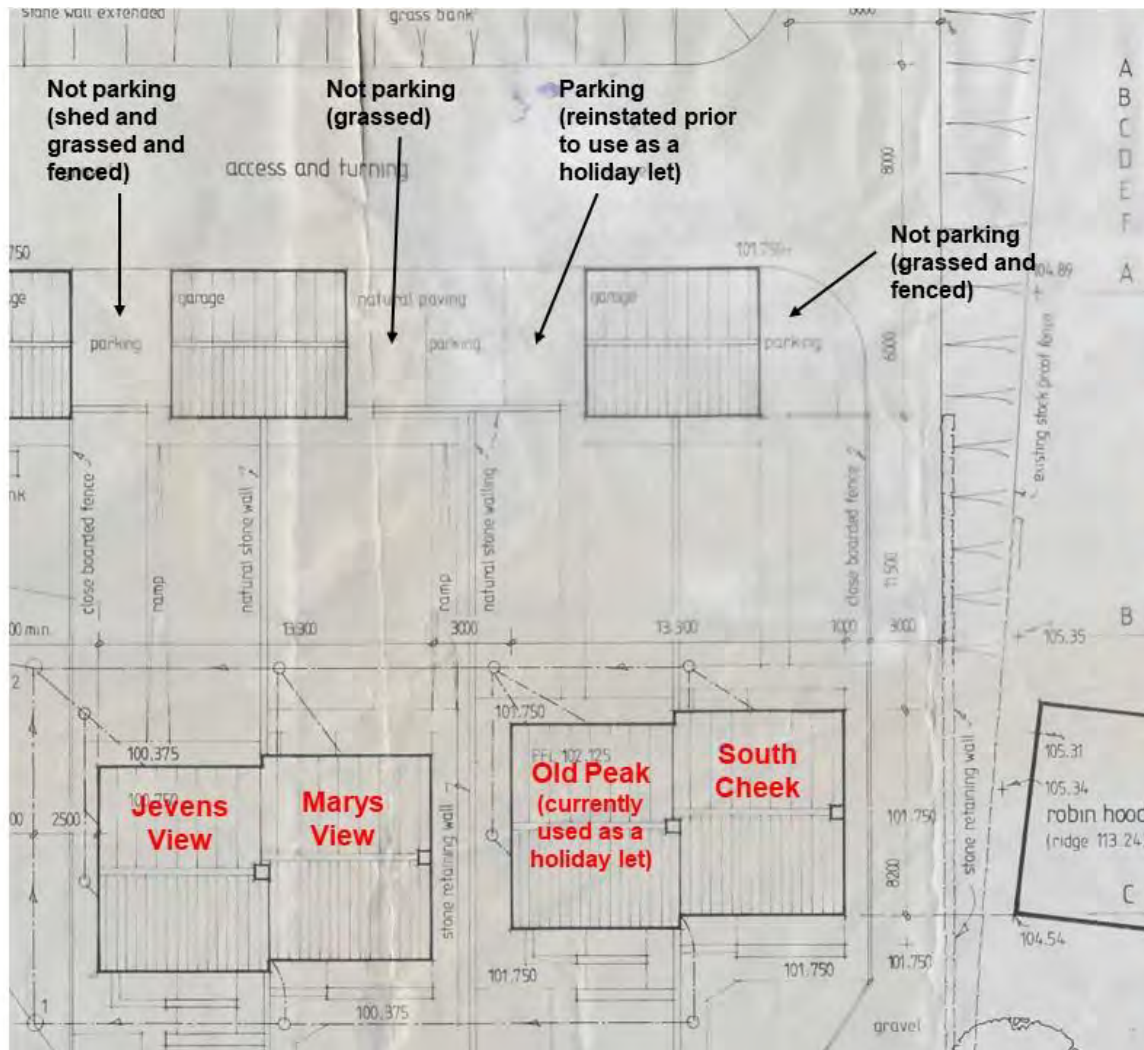 stone wall extended
grass bank
Not parking
(shed and
grassed and
fenced)
Not parking
(grassed)
Parking
(reinstated prior
to use as a
holiday let)
Not parking
(grassed and
fenced)
access and turning
8000
A
B
C
D
E
F
A
750
101.750
104.89
garage
natural paving
garage
parking
parking
parking
6000
existing stock proof fence
close boarded fence
ramp
natural stone wall
ramp
natural stone walling
close boarded fence
11.500
00 min.
13.300
3000
13.300
1000
3000
B
105.35
2
100.375
101.750
FFL 102.125
100.750
Jevens
View
Marys
View
Old Peak
(currently
used as a
holiday let)
South
Cheek
2500
stone retaining wall
101.750
8200
stone retaining wall
105.31
105.34
robin hood
(ridge 113.24
C
104.54
101.750
101.750
101.750
100.375
1
gravel